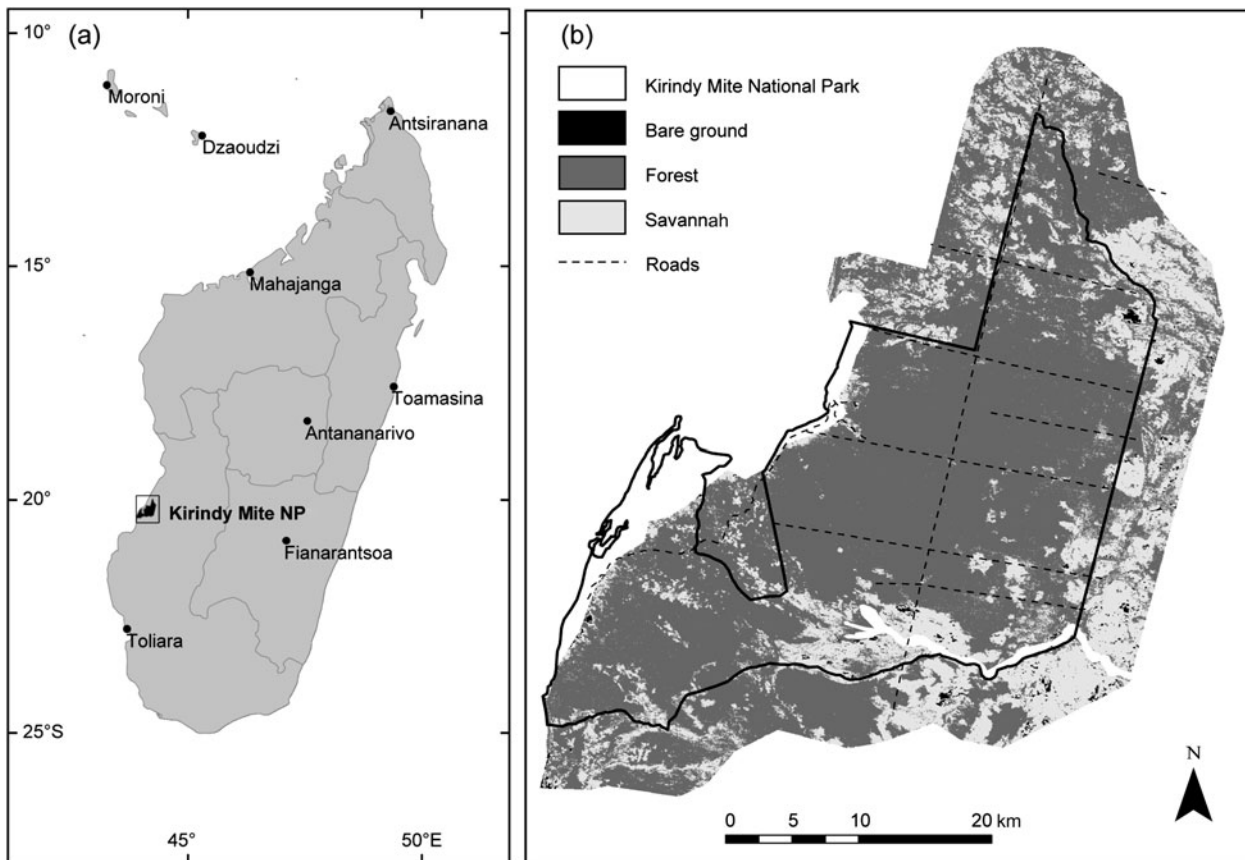 (a)
10°
Moroni
Antsiranana
Dzaoudzi
15°
Mahajanga
Toamasina
Antananarivo
20°
Kirindy Mite NP
Fianarantsoa
Toliara
25°S
45°
50°E
(b)
Kirindy Mite National Park
Bare ground
Forest
Savannah
Roads
N
0 5 10 20 km